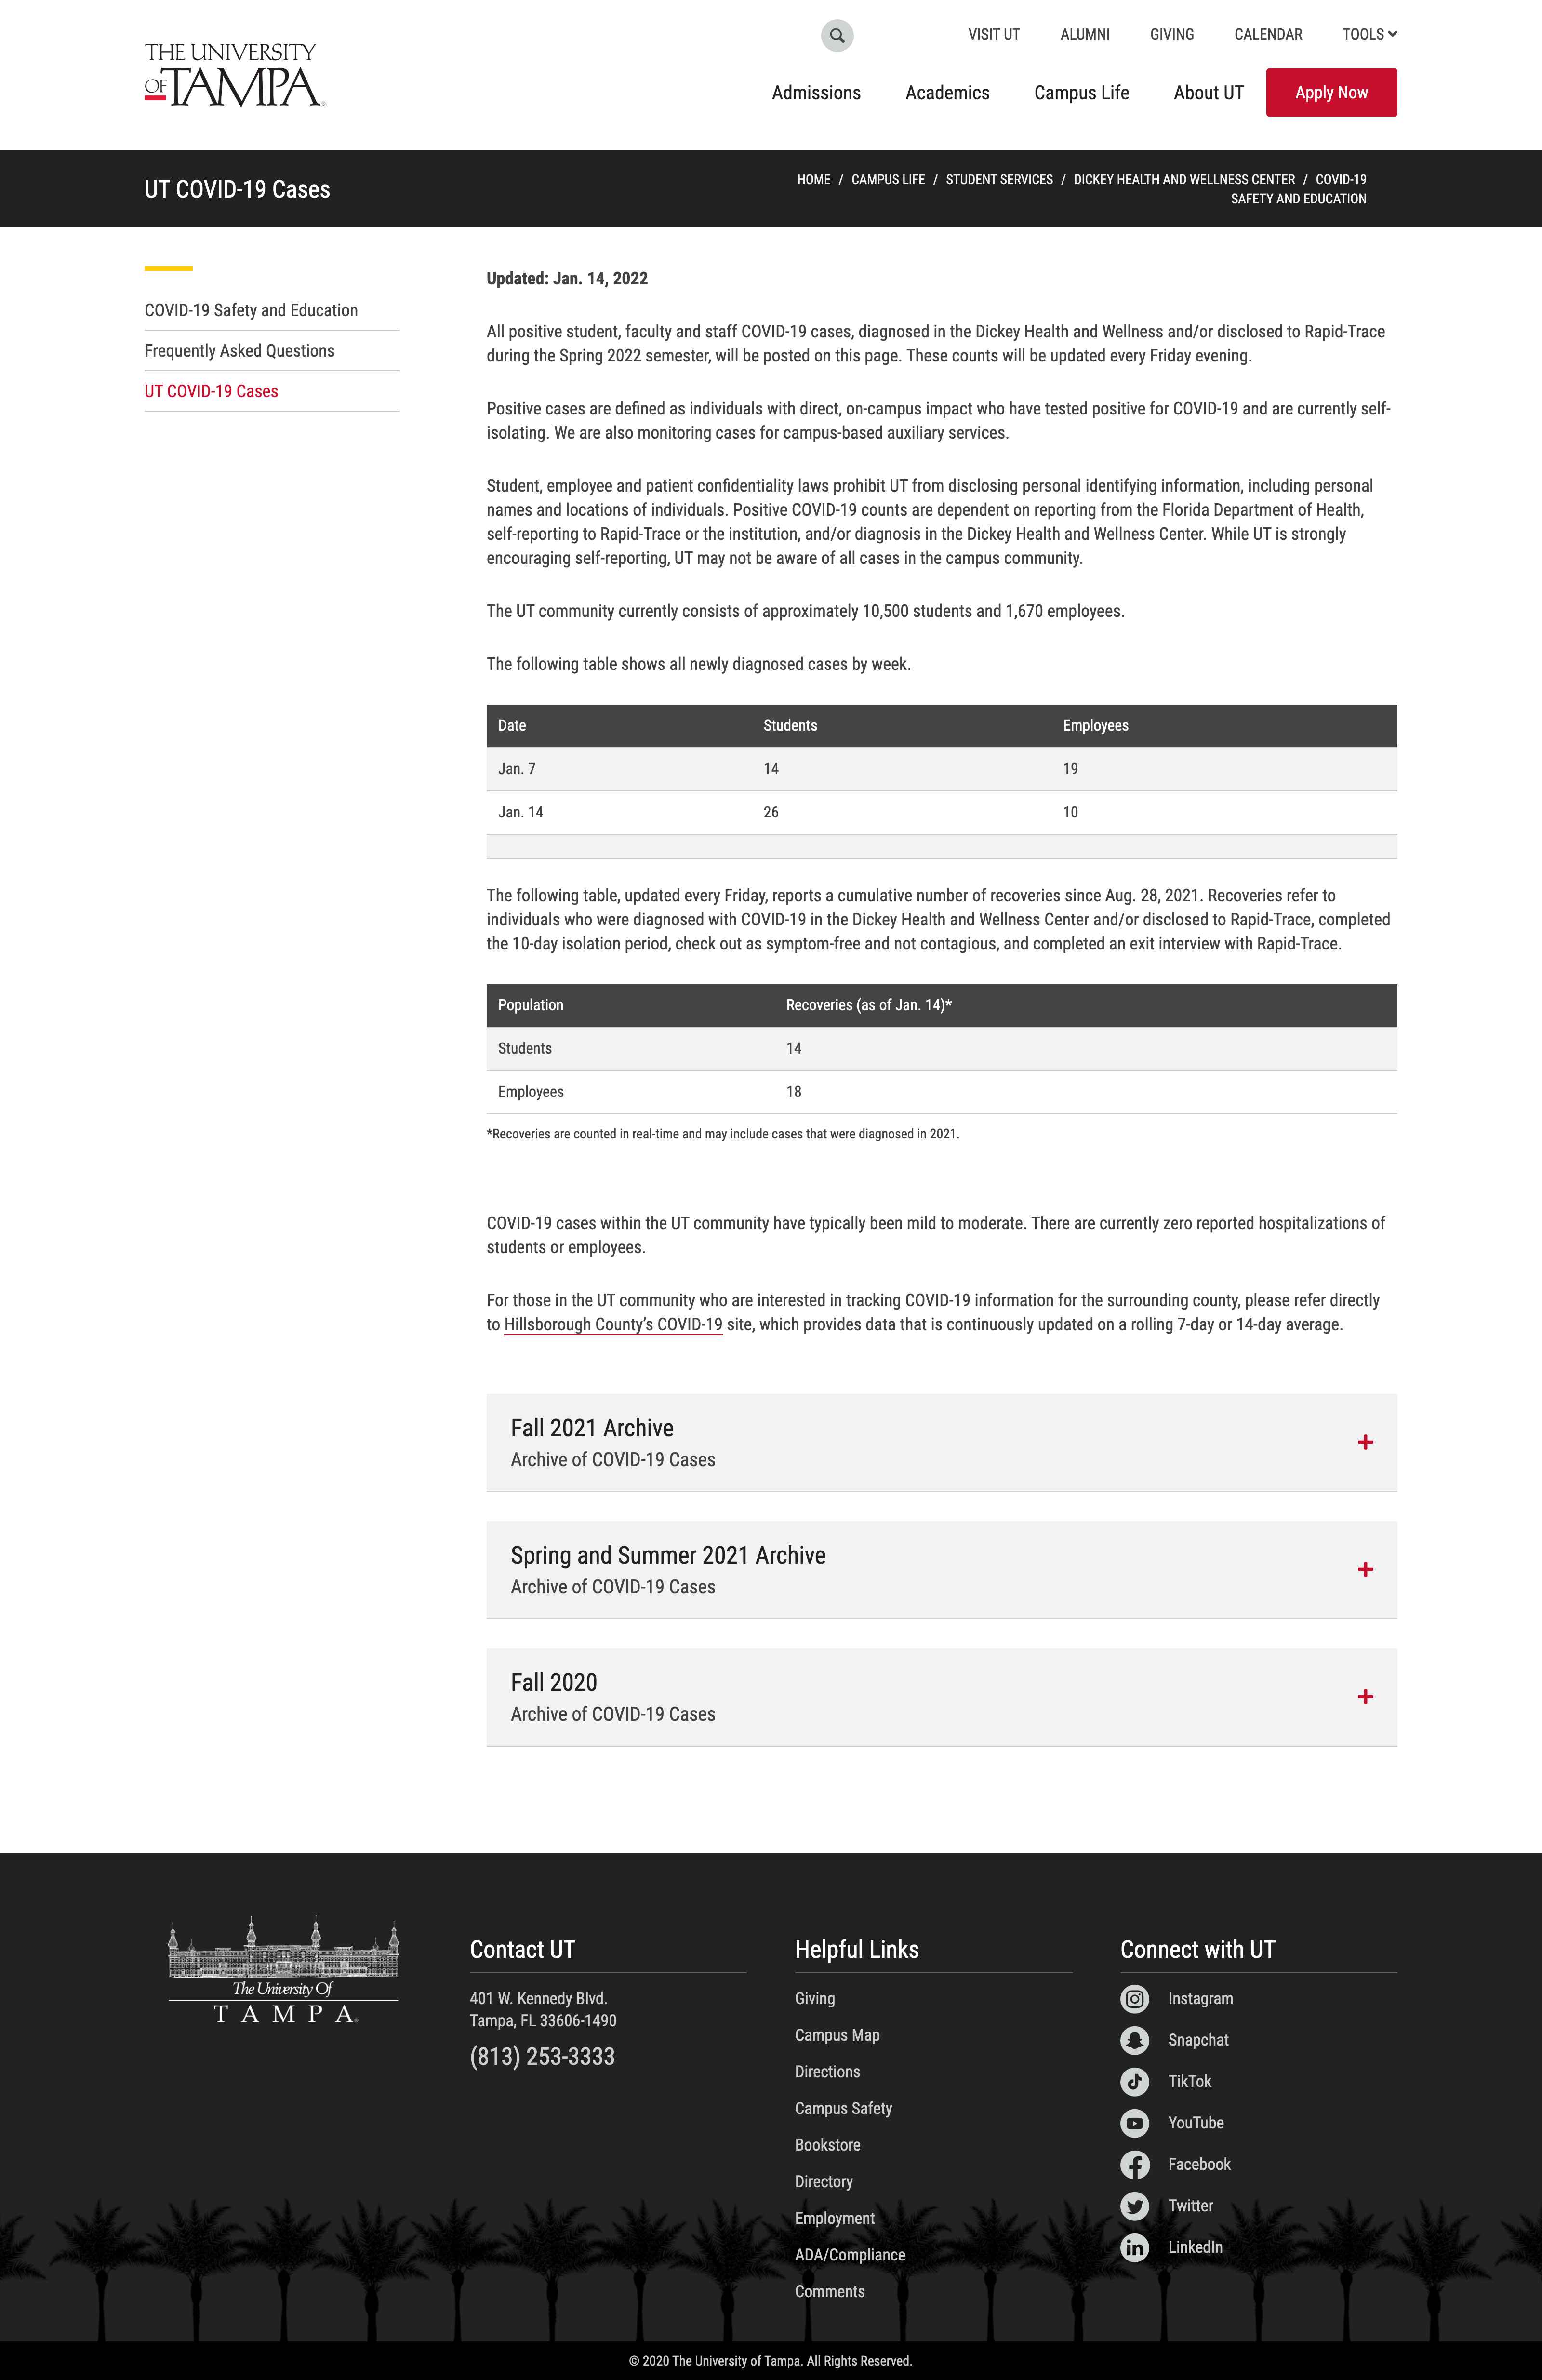 THE UNIVERSITY
OF TAMPA®
VISIT UT ALUMNI GIVING CALENDAR TOOLS
Admissions Academics Campus Life About UT Apply Now
UT COVID-19 Cases
HOME / CAMPUS LIFE / STUDENT SERVICES / DICKEY HEALTH AND WELLNESS CENTER / COVID-19
SAFETY AND EDUCATION
COVID-19 Safety and Education
Frequently Asked Questions
UT COVID-19 Cases
Updated: Jan. 14, 2022
All positive student, faculty and staff COVID-19 cases, diagnosed in the Dickey Health and Wellness and/or disclosed to Rapid-Trace
during the Spring 2022 semester, will be posted on this page. These counts will be updated every Friday evening.
Positive cases are defined as individuals with direct, on-campus impact who have tested positive for COVID-19 and are currently self-
isolating. We are also monitoring cases for campus-based auxiliary services.
Student, employee and patient confidentiality laws prohibit UT from disclosing personal identifying information, including personal
names and locations of individuals. Positive COVID-19 counts are dependent on reporting from the Florida Department of Health,
self-reporting to Rapid-Trace or the institution, and/or diagnosis in the Dickey Health and Wellness Center. While UT is strongly
encouraging self-reporting, UT may not be aware of all cases in the campus community.
The UT community currently consists of approximately 10,500 students and 1,670 employees.
The following table shows all newly diagnosed cases by week.
Date Students Employees
Jan. 7 14 19
Jan. 14 26 10
The following table, updated every Friday, reports a cumulative number of recoveries since Aug. 28, 2021. Recoveries refer to
individuals who were diagnosed with COVID-19 in the Dickey Health and Wellness Center and/or disclosed to Rapid-Trace, completed
the 10-day isolation period, check out as symptom-free and not contagious, and completed an exit interview with Rapid-Trace.
Population Recoveries (as of Jan. 14)*
Students 14
Employees 18
*Recoveries are counted in real-time and may include cases that were diagnosed in 2021.
COVID-19 cases within the UT community have typically been mild to moderate. There are currently zero reported hospitalizations of
students or employees.
For those in the UT community who are interested in tracking COVID-19 information for the surrounding county, please refer directly
to Hillsborough County's COVID-19 site, which provides data that is continuously updated on a rolling 7-day or 14-day average.
Fall 2021 Archive
Archive of COVID-19 Cases
+
Spring and Summer 2021 Archive
Archive of COVID-19 Cases
+
Fall 2020
Archive of COVID-19 Cases
+
The University Of
TAMPA®
Contact UT
401 W. Kennedy Blvd.
Tampa, FL 33606-1490
(813) 253-3333
Helpful Links
Giving
Campus Map
Directions
Campus Safety
Bookstore
Directory
Employment
ADA/Compliance
Comments
Connect with UT
Instagram
Snapchat
TikTok
YouTube
Facebook
Twitter
LinkedIn
© 2020 The University of Tampa. All Rights Reserved.